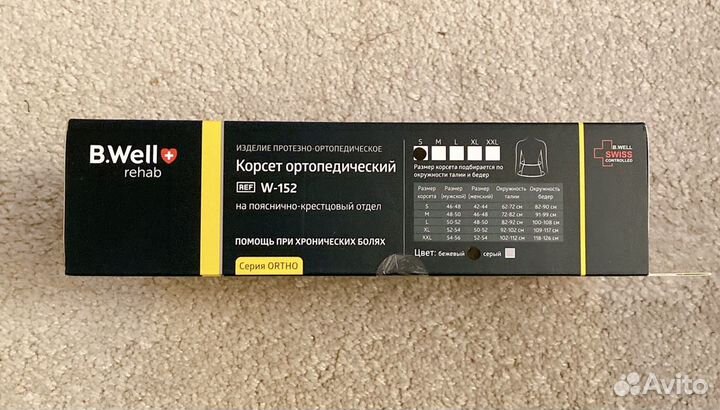 B.Well
rehab
ИЗДЕЛИЕ ПРОТЕЗНО-ОРТОПЕДИЧЕСКОЕ
Корсет ортопедический
REF W-152
на пояснично-крестцовый отдел
ПОМОЩЬ ПРИ ХРОНИЧЕСКИХ БОЛЯХ
Серия ORTHO
S M L XL XXL
Размер корсета подбирается по
окружности талии и бедер
Размер корсета Размер (мужской) Размер (женский) Окружность талии Окружность бедер
S 46-48 42-44 62-72 см 82-90 см
M 48-50 46-48 72-82 см 91-99 см
L 50-52 48-50 82-92 см 100-108 см
XL 52-54 50-52 92-102 см 109-117 см
XXL 54-56 52-54 102-112 см 118-126 см
Цвет: бежевый серый
B.WELL
SWISS
CONTROLLED
Avito